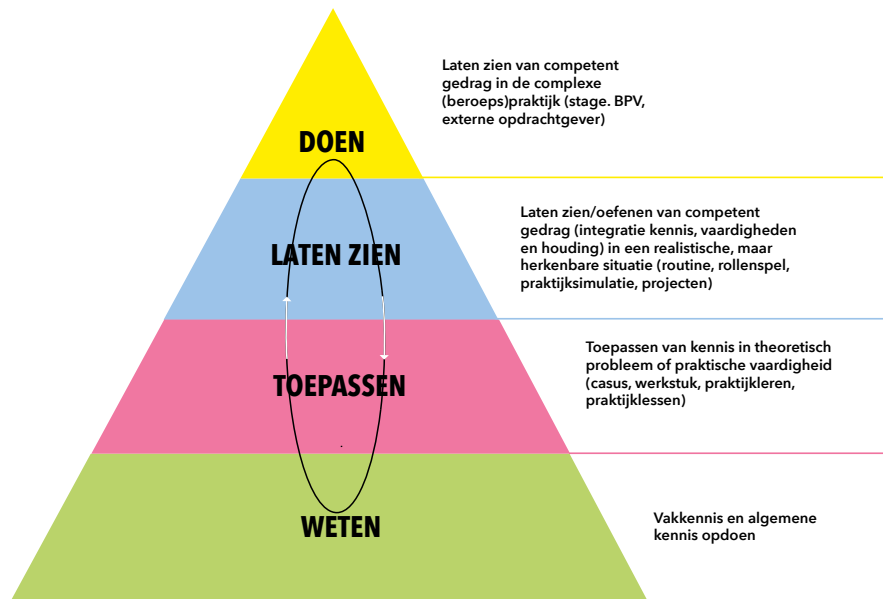 Laten zien van competent
gedrag in de complexe
(beroeps)praktijk (stage. BPV,
externe opdrachtgever)
DOEN
Laten zien/oefenen van competent
gedrag (integratie kennis, vaardigheden
en houding) in een realistische, maar
herkenbare situatie (routine, rollenspel,
praktijksimulatie, projecten)
LATEN ZIEN
Toepassen van kennis in theoretisch
probleem of praktische vaardigheid
(casus, werkstuk, praktijkleren,
praktijklessen)
TOEPASSEN
Vakkennis en algemene
kennis opdoen
WETEN